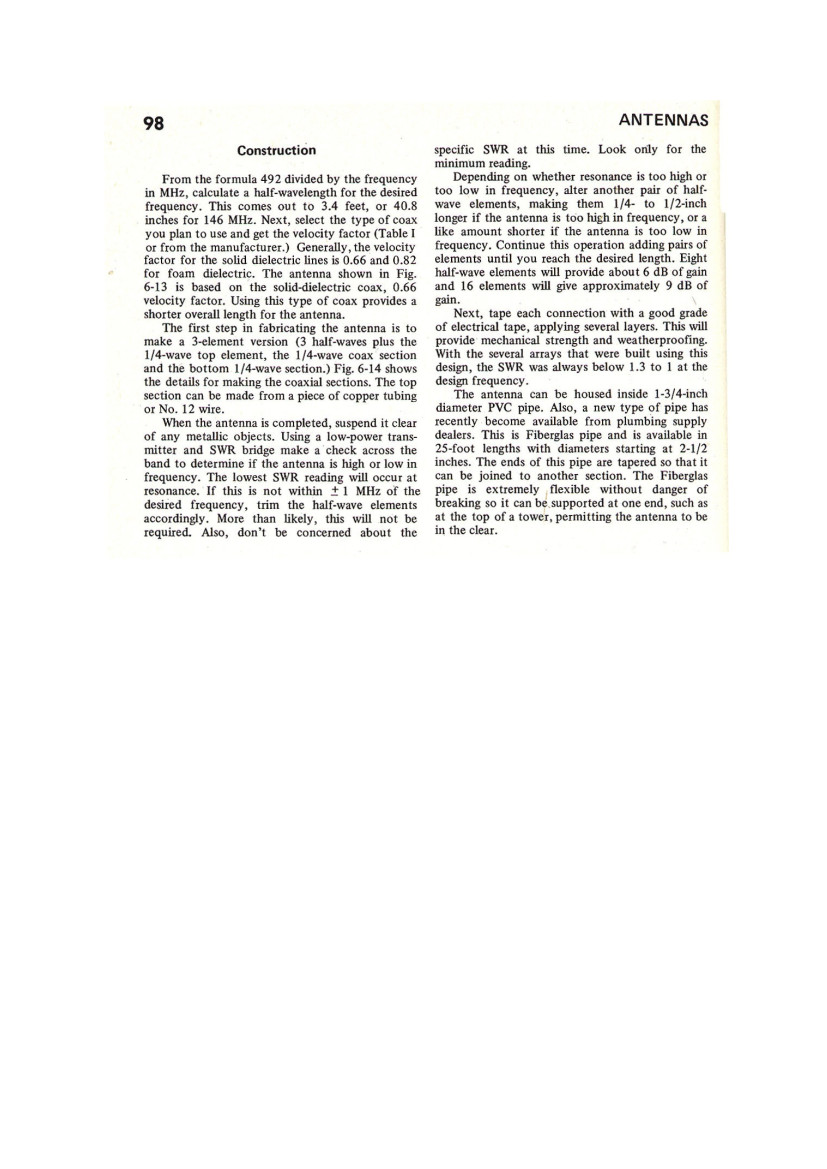 98
ANTENNAS
Construction
From the formula 492 divided by the frequency
in MHz, calculate a half-wavelength for the desired
frequency. This comes out to 3.4 feet, or 40.8
inches for 146 MHz. Next, select the type of coax
you plan to use and get the velocity factor (Table I
or from the manufacturer.) Generally, the velocity
factor for the solid dielectric lines is 0.66 and 0.82
for foam dielectric. The antenna shown in Fig.
6-13 is based on the solid-dielectric coax, 0.66
velocity factor. Using this type of coax provides a
shorter overall length for the antenna.
The first step in fabricating the antenna is to
make a 3-element version (3 half-waves plus the
1/4-wave top element, the 1/4-wave coax section
and the bottom 1/4-wave section.) Fig. 6-14 shows
the details for making the coaxial sections. The top
section can be made from a piece of copper tubing
or No. 12 wire.
When the antenna is completed, suspend it clear
of any metallic objects. Using a low-power trans-
mitter and SWR bridge make a check across the
band to determine if the antenna is high or low in
frequency. The lowest SWR reading will occur at
resonance. If this is not within ± 1 MHz of the
desired frequency, trim the half-wave elements
accordingly. More than likely, this will not be
required. Also, don't be concerned about the
specific SWR at this time. Look only for the
minimum reading.
Depending on whether resonance is too high or
too low in frequency, alter another pair of half-
wave elements, making them 1/4- to 1/2-inch
longer if the antenna is too high in frequency, or a
like amount shorter if the antenna is too low in
frequency. Continue this operation adding pairs of
elements until you reach the desired length. Eight
half-wave elements will provide about 6 dB of gain
and 16 elements will give approximately 9 dB of
gain.
Next, tape each connection with a good grade
of electrical tape, applying several layers. This will
provide mechanical strength and weatherproofing.
With the several arrays that were built using this
design, the SWR was always below 1.3 to 1 at the
design frequency.
The antenna can be housed inside 1-3/4-inch
diameter PVC pipe. Also, a new type of pipe has
recently become available from plumbing supply
dealers. This is Fiberglas pipe and is available in
25-foot lengths with diameters starting at 2-1/2
inches. The ends of this pipe are tapered so that it
can be joined to another section. The Fiberglas
pipe is extremely flexible without danger of
breaking so it can be supported at one end, such as
at the top of a tower, permitting the antenna to be
in the clear.